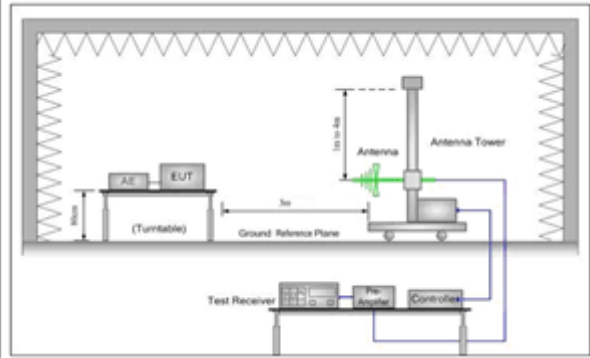 1m to 4m
Antenna Tower
Antenna
AE
EUT
3m
80cm
(Turntable)
Ground Reference Plane
Test Receiver
Pre-
Amplifier
Controller